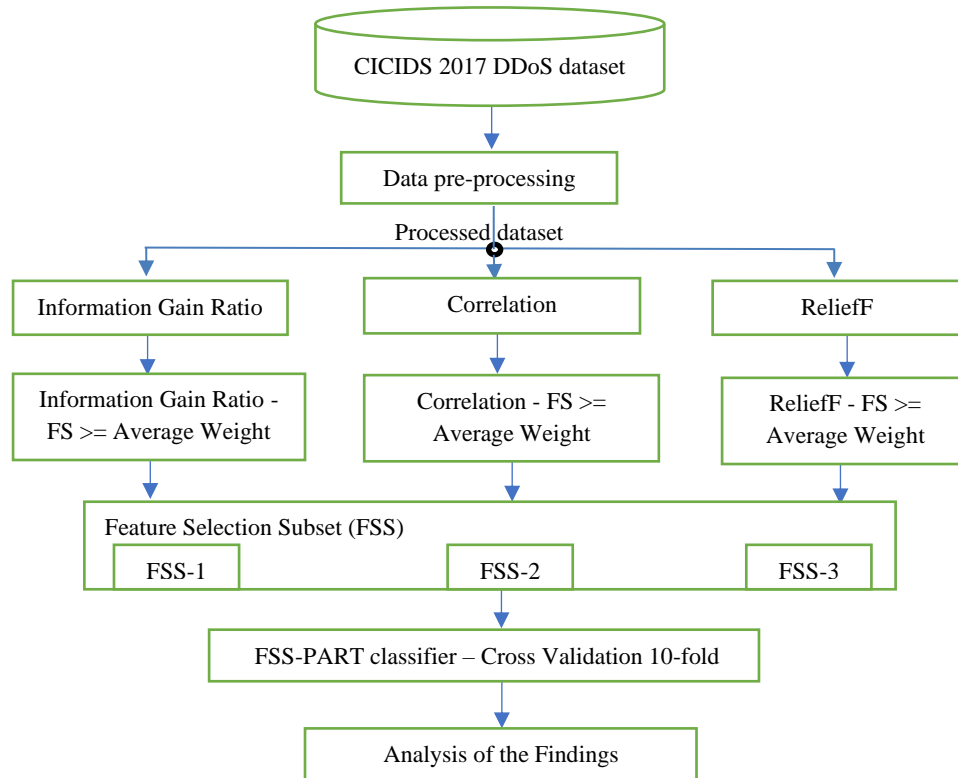 CICIDS 2017 DDoS dataset
Data pre-processing
Processed dataset
Information Gain Ratio
Correlation
ReliefF
Information Gain Ratio -
FS >= Average Weight
Correlation - FS >=
Average Weight
ReliefF - FS >=
Average Weight
Feature Selection Subset (FSS)
FSS-1
FSS-2
FSS-3
FSS-PART classifier – Cross Validation 10-fold
Analysis of the Findings